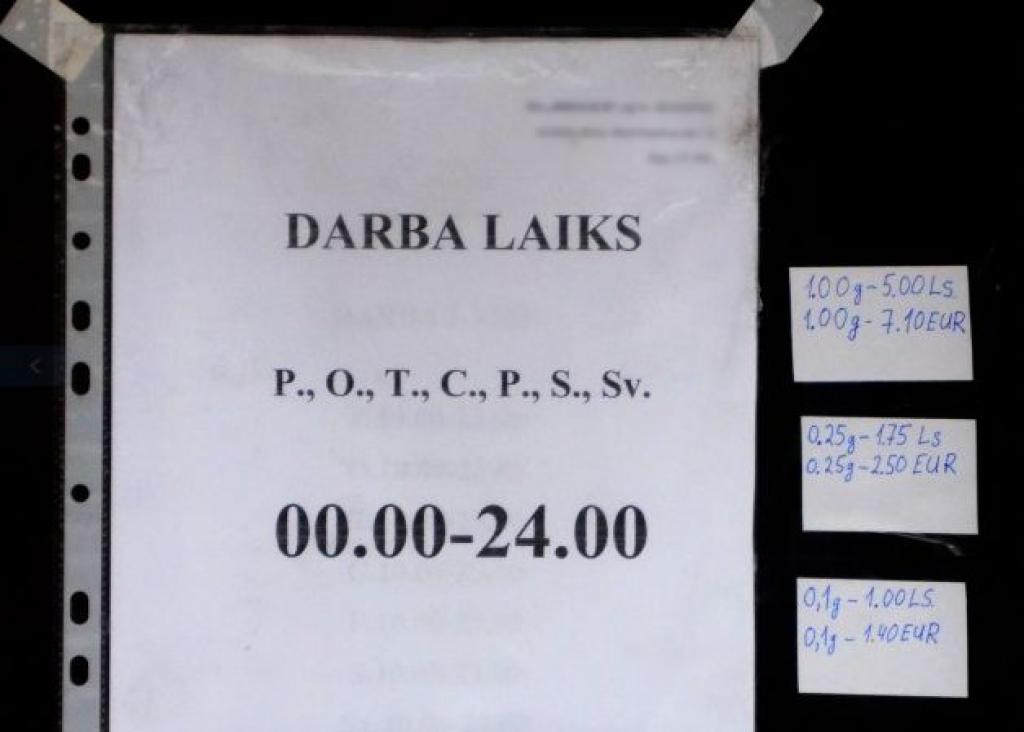 DARBA LAIKS
P., O., T., C., P., S., Sv.
00.00-24.00
1.00g-5.00Ls.
1.00g-7.10EUR
0.25g-1.75 Ls
0.25g-2.50 EUR
0,1g-1.00LS.
0,1g-1.40EUR